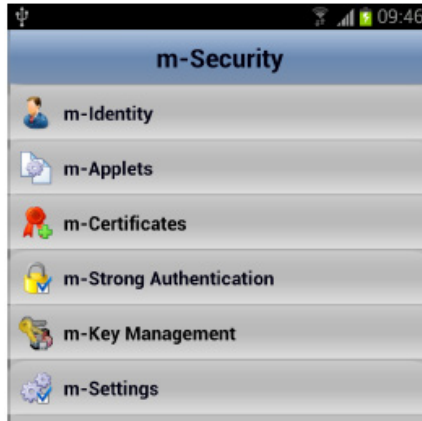 09:46
m-Security
m-Identity
m-Applets
m-Certificates
m-Strong Authentication
m-Key Management
m-Settings